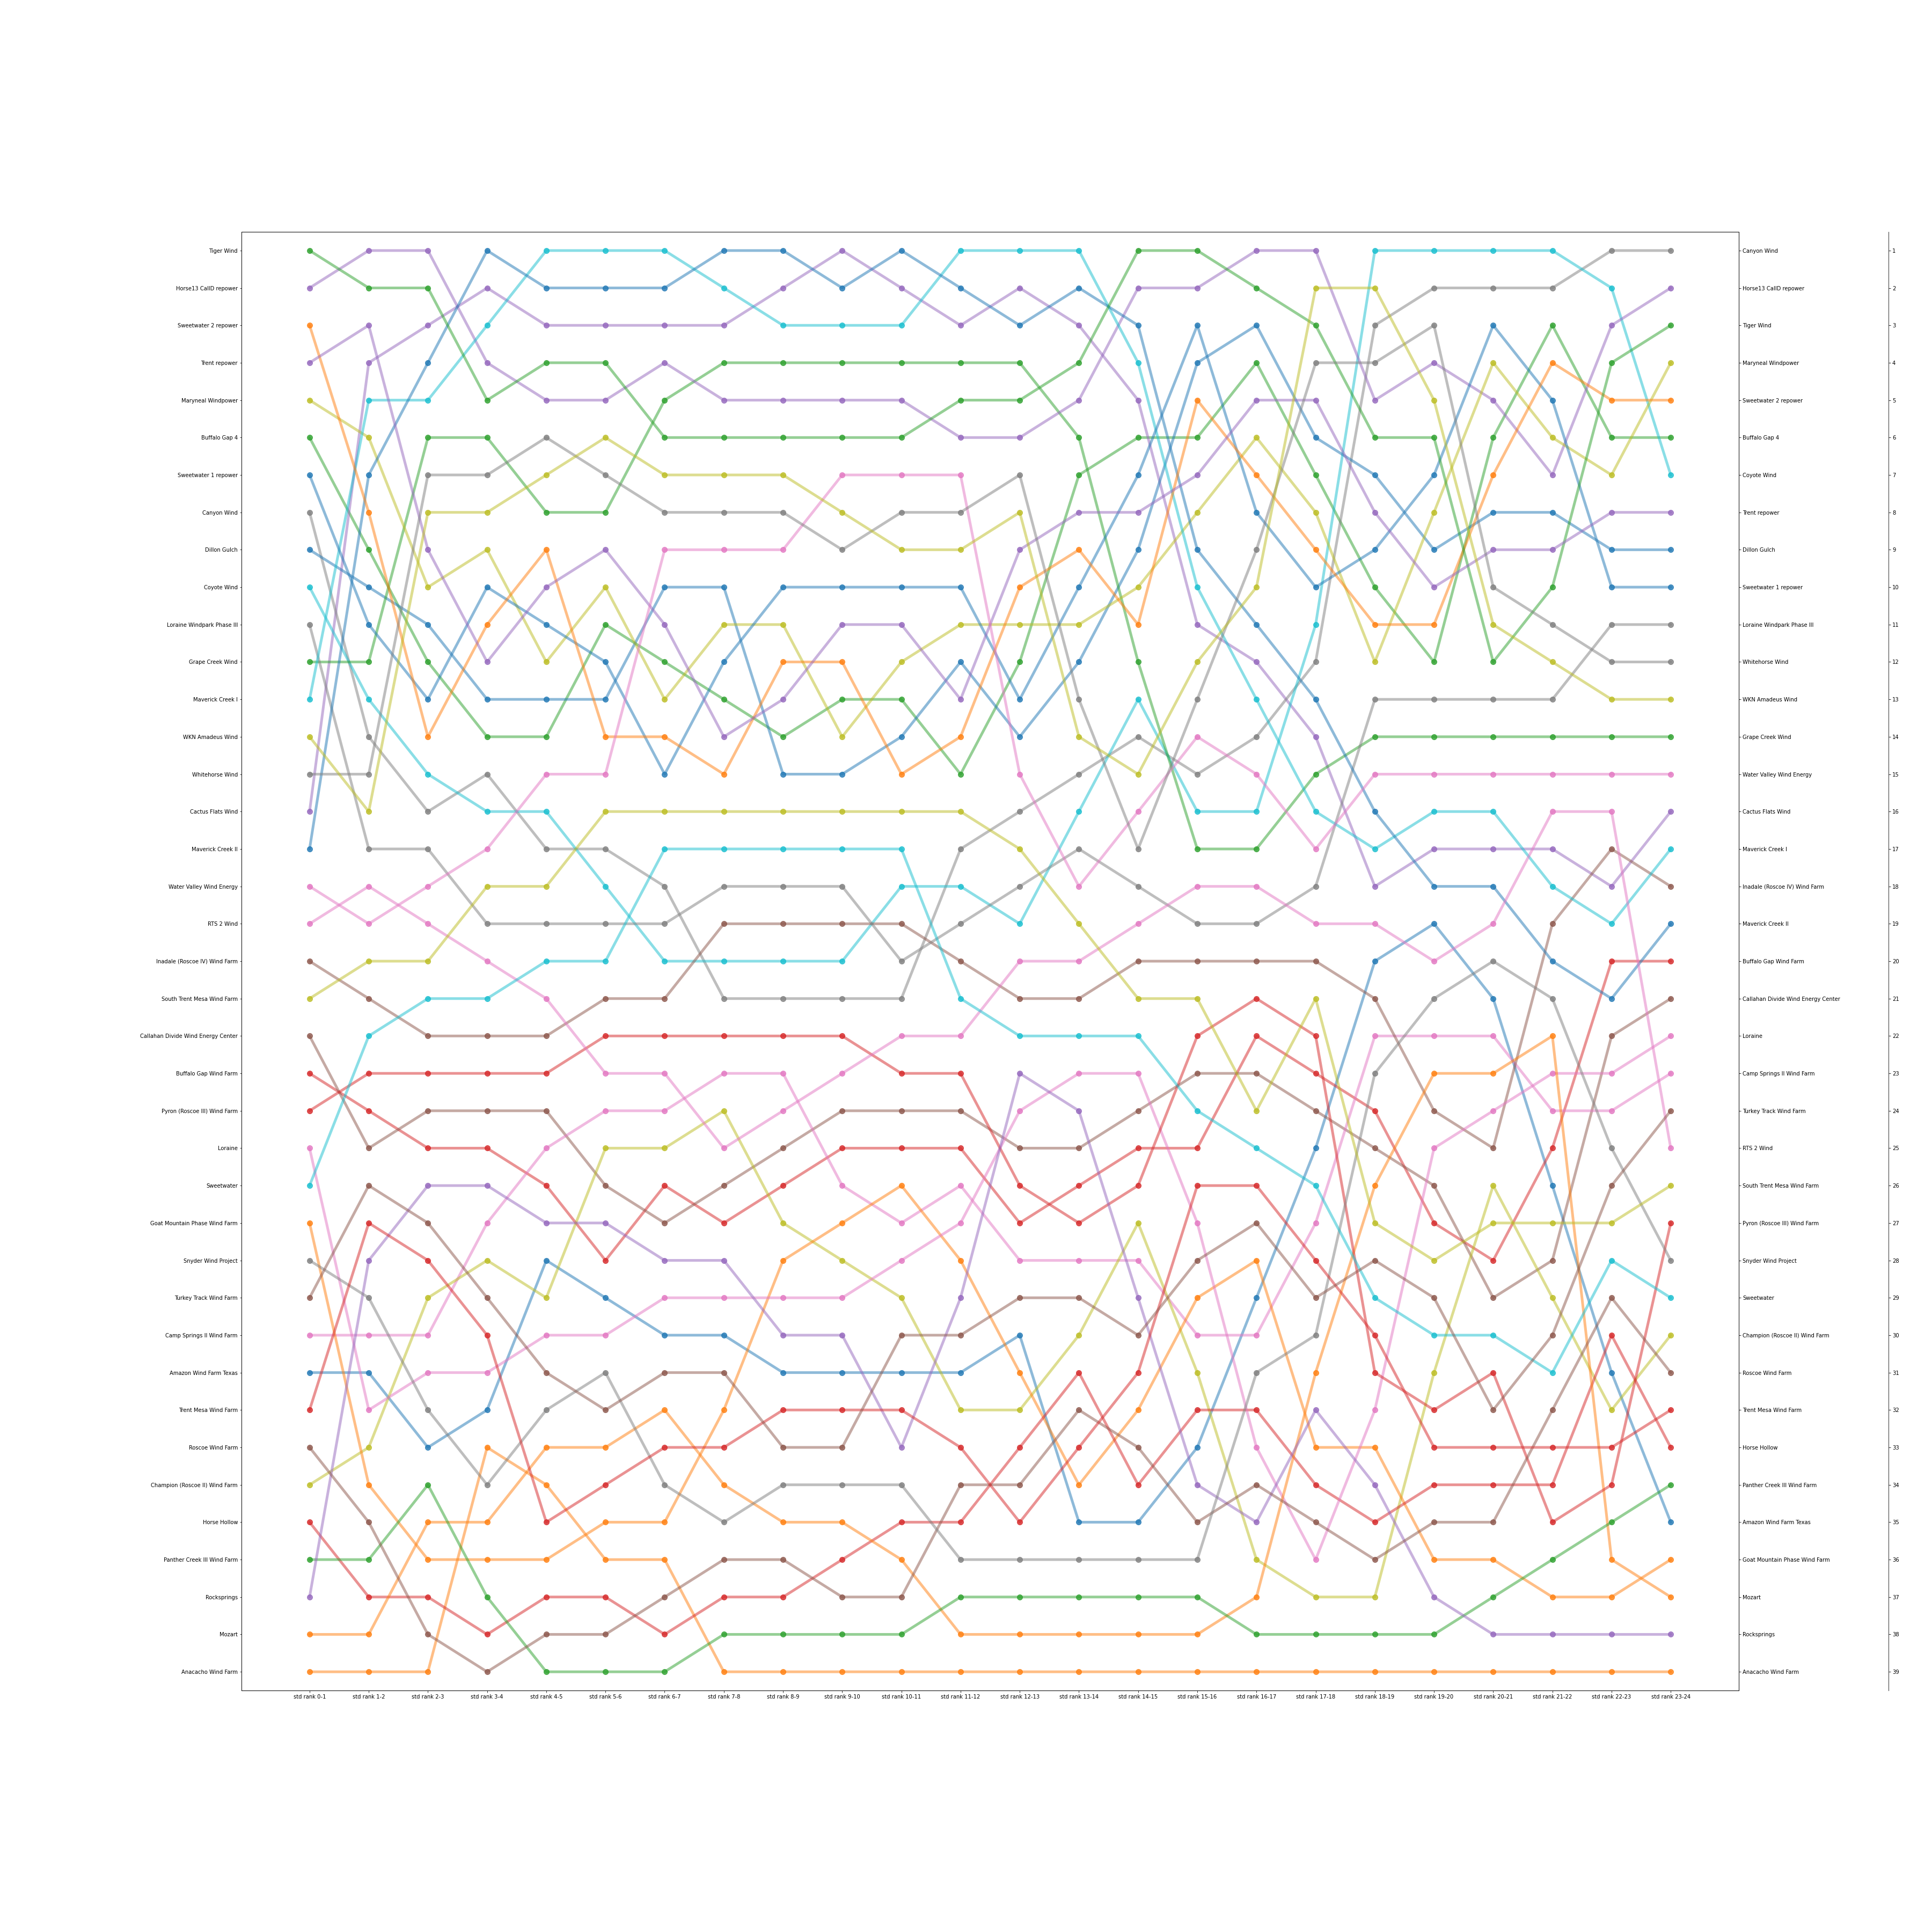 Tiger Wind
Horse13 CallD repower
Sweetwater 2 repower
Trent repower
Maryneal Windpower
Buffalo Gap 4
Sweetwater 1 repower
Canyon Wind
Dillon Gulch
Coyote Wind
Loraine Windpark Phase III
Grape Creek Wind
Maverick Creek I
WKN Amadeus Wind
Whitehorse Wind
Cactus Flats Wind
Maverick Creek II
Water Valley Wind Energy
RTS 2 Wind
Inadale (Roscoe IV) Wind Farm
South Trent Mesa Wind Farm
Callahan Divide Wind Energy Center
Buffalo Gap Wind Farm
Pyron (Roscoe III) Wind Farm
Loraine
Sweetwater
Goat Mountain Phase Wind Farm
Snyder Wind Project
Turkey Track Wind Farm
Camp Springs II Wind Farm
Amazon Wind Farm Texas
Trent Mesa Wind Farm
Roscoe Wind Farm
Champion (Roscoe II) Wind Farm
Horse Hollow
Panther Creek III Wind Farm
Rocksprings
Mozart
Anacacho Wind Farm
std rank 0-1
std rank 1-2
std rank 2-3
std rank 3-4
std rank 4-5
std rank 5-6
std rank 6-7
std rank 7-8
std rank 8-9
std rank 9-10
std rank 10-11
std rank 11-12
std rank 12-13
std rank 13-14
std rank 14-15
std rank 15-16
std rank 16-17
std rank 17-18
std rank 18-19
std rank 19-20
std rank 20-21
std rank 21-22
std rank 22-23
std rank 23-24
Canyon Wind
Horse13 CallD repower
Tiger Wind
Maryneal Windpower
Sweetwater 2 repower
Buffalo Gap 4
Coyote Wind
Trent repower
Dillon Gulch
Sweetwater 1 repower
Loraine Windpark Phase III
Whitehorse Wind
WKN Amadeus Wind
Grape Creek Wind
Water Valley Wind Energy
Cactus Flats Wind
Maverick Creek I
Inadale (Roscoe IV) Wind Farm
Maverick Creek II
Buffalo Gap Wind Farm
Callahan Divide Wind Energy Center
Loraine
Camp Springs II Wind Farm
Turkey Track Wind Farm
RTS 2 Wind
South Trent Mesa Wind Farm
Pyron (Roscoe III) Wind Farm
Snyder Wind Project
Sweetwater
Champion (Roscoe II) Wind Farm
Roscoe Wind Farm
Trent Mesa Wind Farm
Horse Hollow
Panther Creek III Wind Farm
Amazon Wind Farm Texas
Goat Mountain Phase Wind Farm
Mozart
Rocksprings
Anacacho Wind Farm
1
2
3
4
5
6
7
8
9
10
11
12
13
14
15
16
17
18
19
20
21
22
23
24
25
26
27
28
29
30
31
32
33
34
35
36
37
38
39